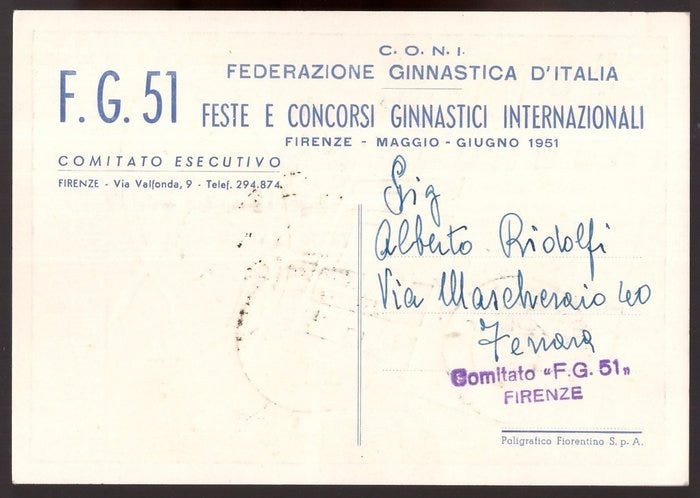 C. O. N. I.
FEDERAZIONE GINNASTICA D'ITALIA
F. G. 51
FESTE E CONCORSI GINNASTICI INTERNAZIONALI
FIRENZE - MAGGIO - GIUGNO 1951
COMITATO ESECUTIVO
FIRENZE - Via Valfonda, 9 - Telef. 294.874.
Sig
Alberto Ridolfi
Via Mascheraio 40
Ferrara
Comitato «F.G. 51»
FIRENZE
Poligrafico Fiorentino S. p. A.